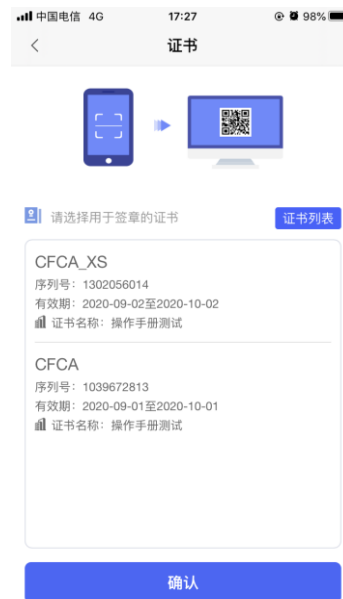 中国电信 4G 17:27 98%
证书
请选择用于签章的证书 证书列表
CFCA_XS
序列号：1302056014
有效期：2020-09-02至2020-10-02
证书名称：操作手册测试
CFCA
序列号：1039672813
有效期：2020-09-01至2020-10-01
证书名称：操作手册测试
确认